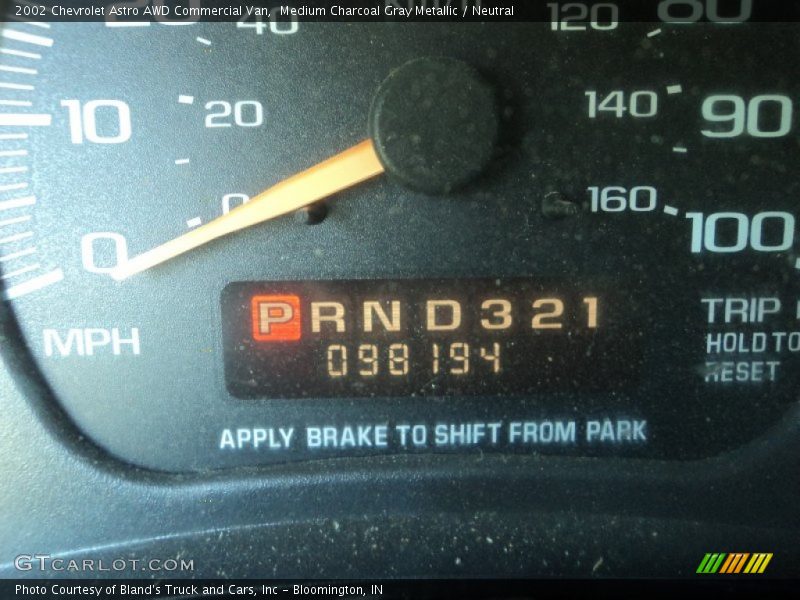 2002 Chevrolet Astro AWD Commercial Van, Medium Charcoal Gray Metallic / Neutral
20 40 120 80
10 20 140 90
0 0 160 100
MPH
PRND321
098194
TRIP
HOLD TO
RESET
APPLY BRAKE TO SHIFT FROM PARK
GTCARLOT.COM
Photo Courtesy of Bland's Truck and Cars, Inc - Bloomington, IN